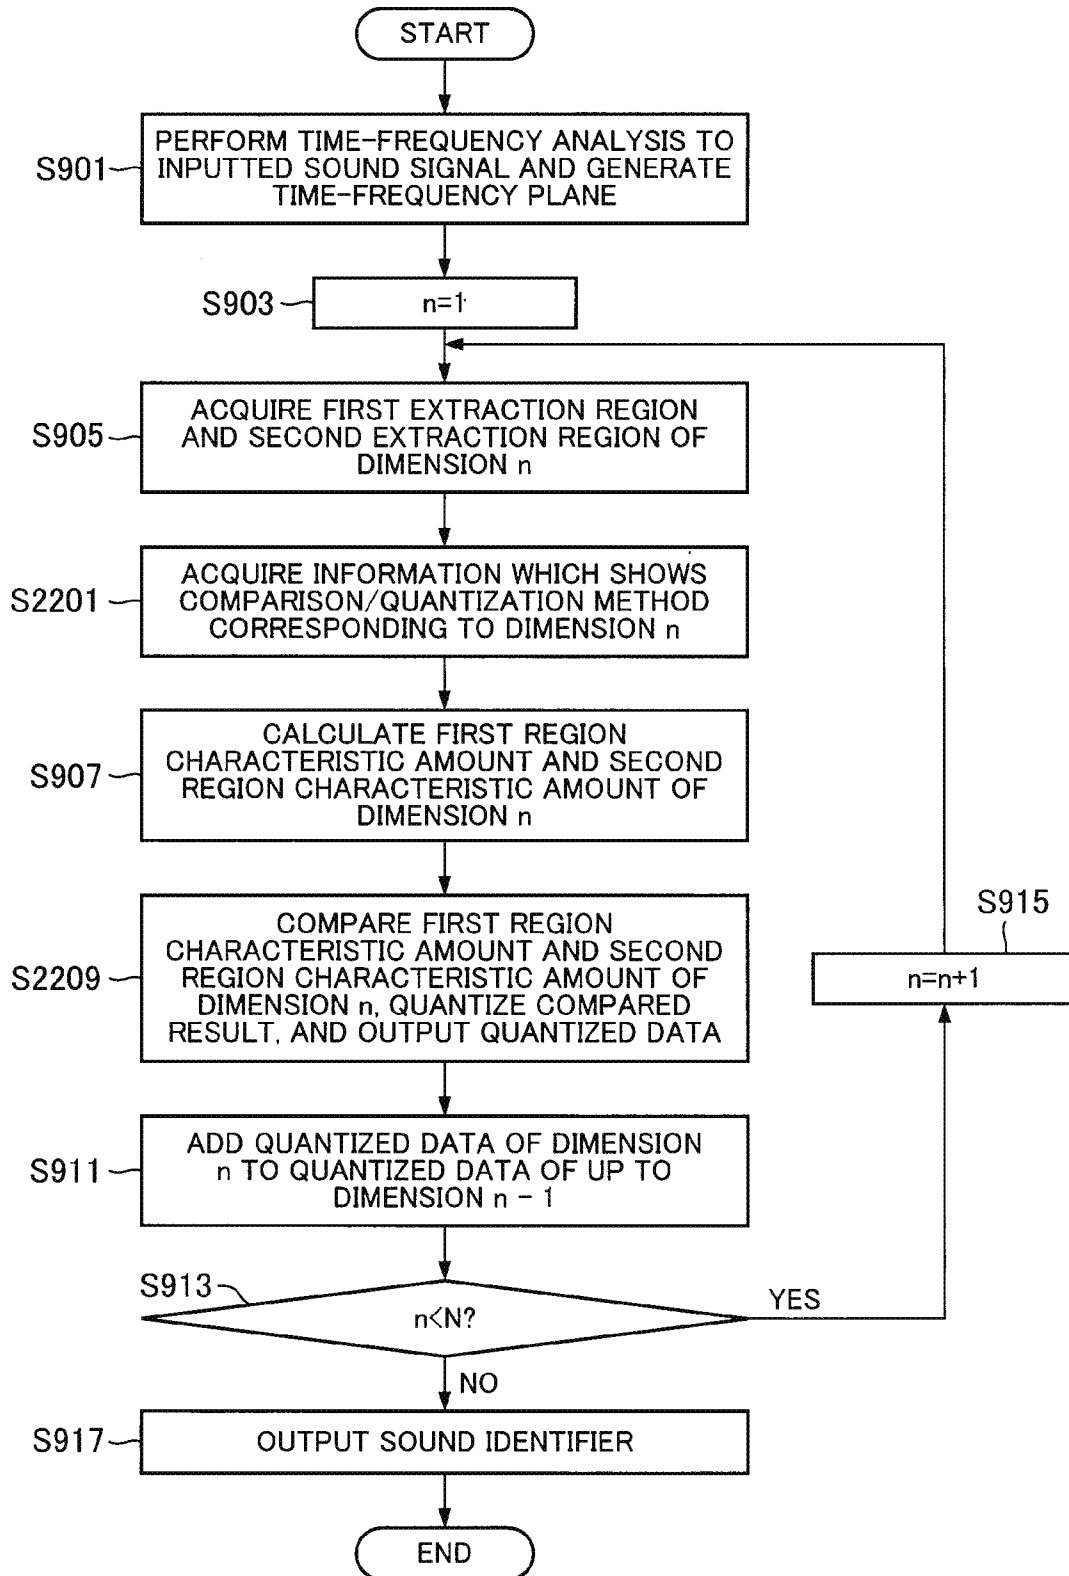 START
S901
PERFORM TIME-FREQUENCY ANALYSIS TO
INPUTTED SOUND SIGNAL AND GENERATE
TIME-FREQUENCY PLANE
S903
n=1
S905
ACQUIRE FIRST EXTRACTION REGION
AND SECOND EXTRACTION REGION OF
DIMENSION n
S2201
ACQUIRE INFORMATION WHICH SHOWS
COMPARISON/QUANTIZATION METHOD
CORRESPONDING TO DIMENSION n
S907
CALCULATE FIRST REGION
CHARACTERISTIC AMOUNT AND SECOND
REGION CHARACTERISTIC AMOUNT OF
DIMENSION n
S2209
COMPARE FIRST REGION
CHARACTERISTIC AMOUNT AND SECOND
REGION CHARACTERISTIC AMOUNT OF
DIMENSION n, QUANTIZE COMPARED
RESULT, AND OUTPUT QUANTIZED DATA
S915
n=n+1
S911
ADD QUANTIZED DATA OF DIMENSION
n TO QUANTIZED DATA OF UP TO
DIMENSION n - 1
S913
n<N?
YES
NO
S917
OUTPUT SOUND IDENTIFIER
END